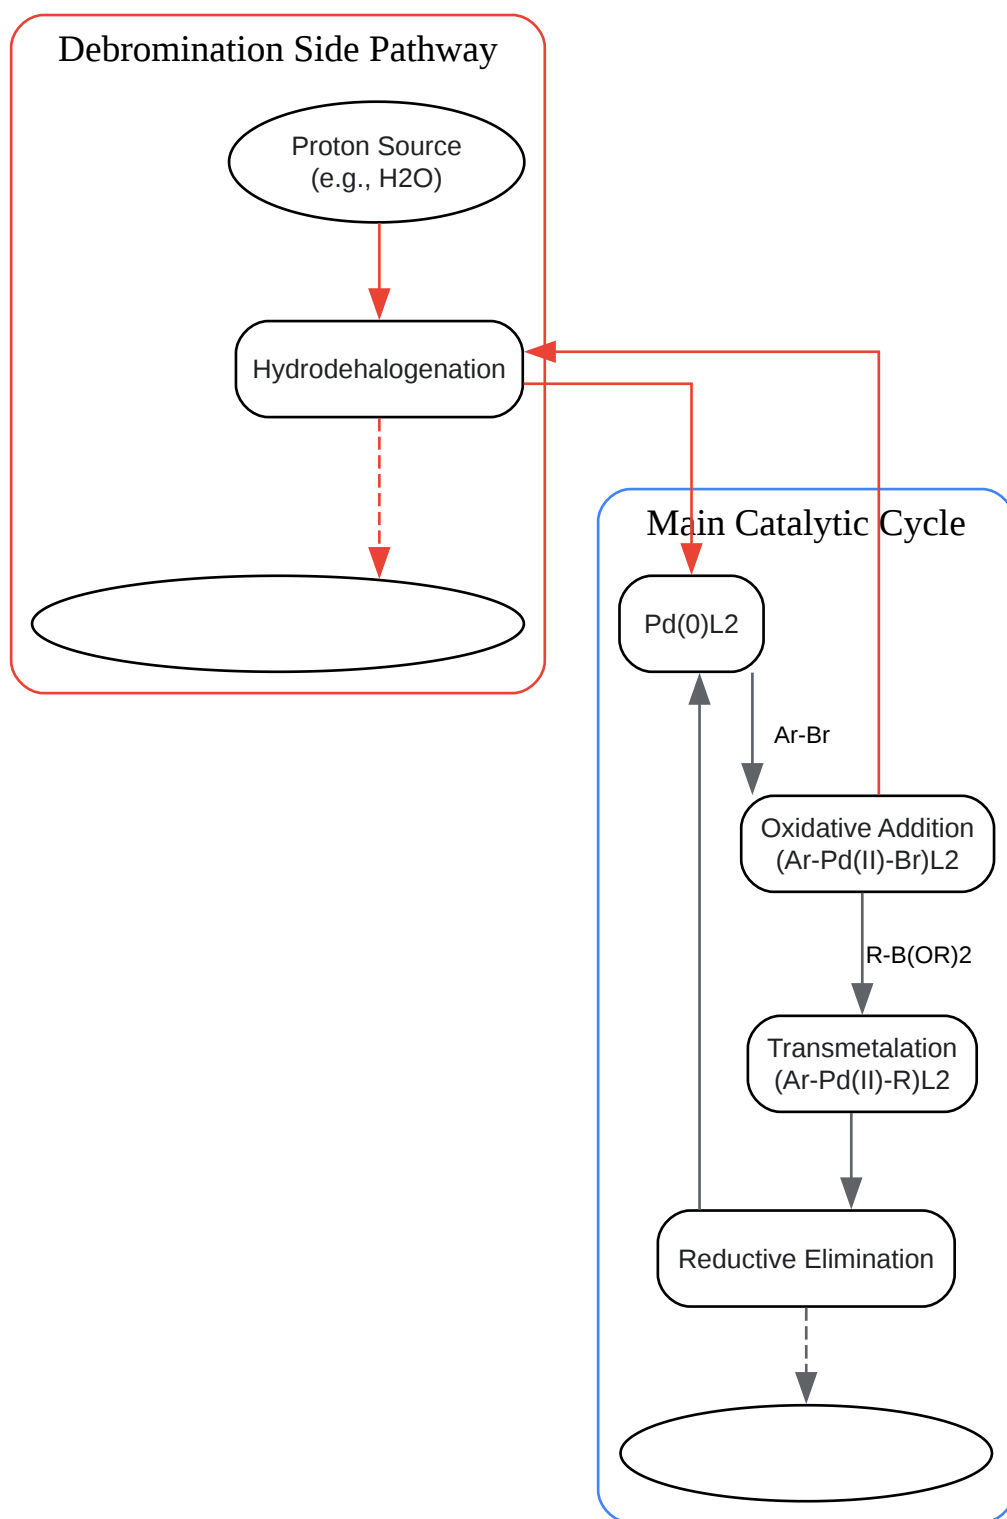 Debromination Side Pathway
Proton Source
(e.g., H2O)
Hydrodehalogenation
Main Catalytic Cycle
Pd(0)L2
Ar-Br
Oxidative Addition
(Ar-Pd(II)-Br)L2
R-B(OR)2
Transmetalation
(Ar-Pd(II)-R)L2
Reductive Elimination